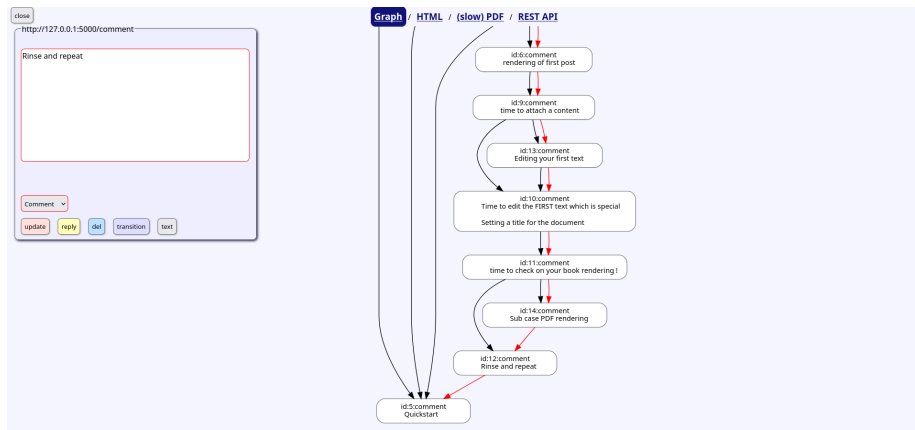 close
Graph / HTML / (slow) PDF / REST API
http://127.0.0.1:5000/comment
Rinse and repeat
Comment
update reply del transition text
id:6:comment
rendering of first post
id:9:comment
time to attach a content
id:13:comment
Editing your first text
id:10:comment
Time to edit the FIRST text which is special
Setting a title for the document
id:11:comment
time to check on your book rendering !
id:14:comment
Sub case PDF rendering
id:12:comment
Rinse and repeat
id:5:comment
Quickstart